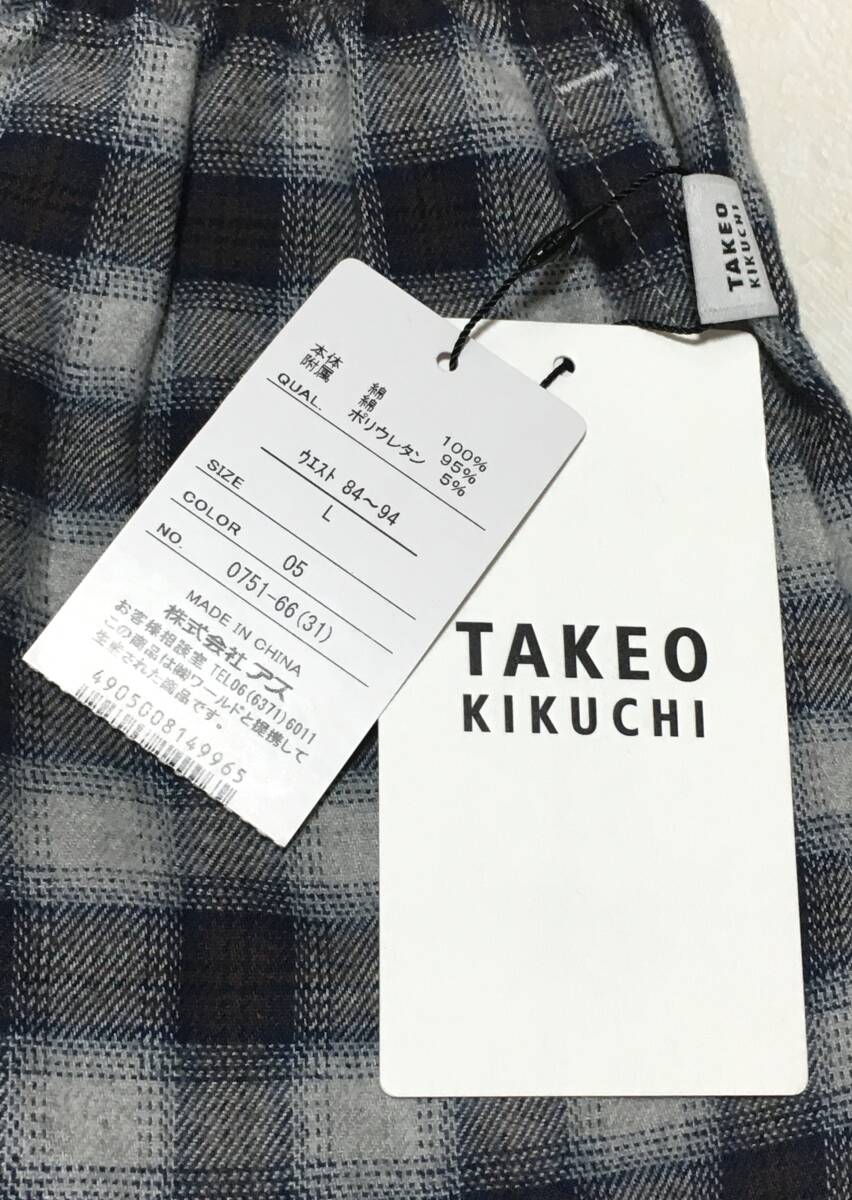 本体 綿 100%
附属 綿 95%
QUAL. ポリウレタン 5%
ウエスト 84～94
SIZE L
COLOR 05
NO. 0751-66(31)
MADE IN CHINA
株式会社 アズ
お客様相談室 TEL06(6371)6011
この商品は㈱ワールドと提携して
生産された商品です。
4905008149965
TAKEO
KIKUCHI
TAKEO
KIKUCHI